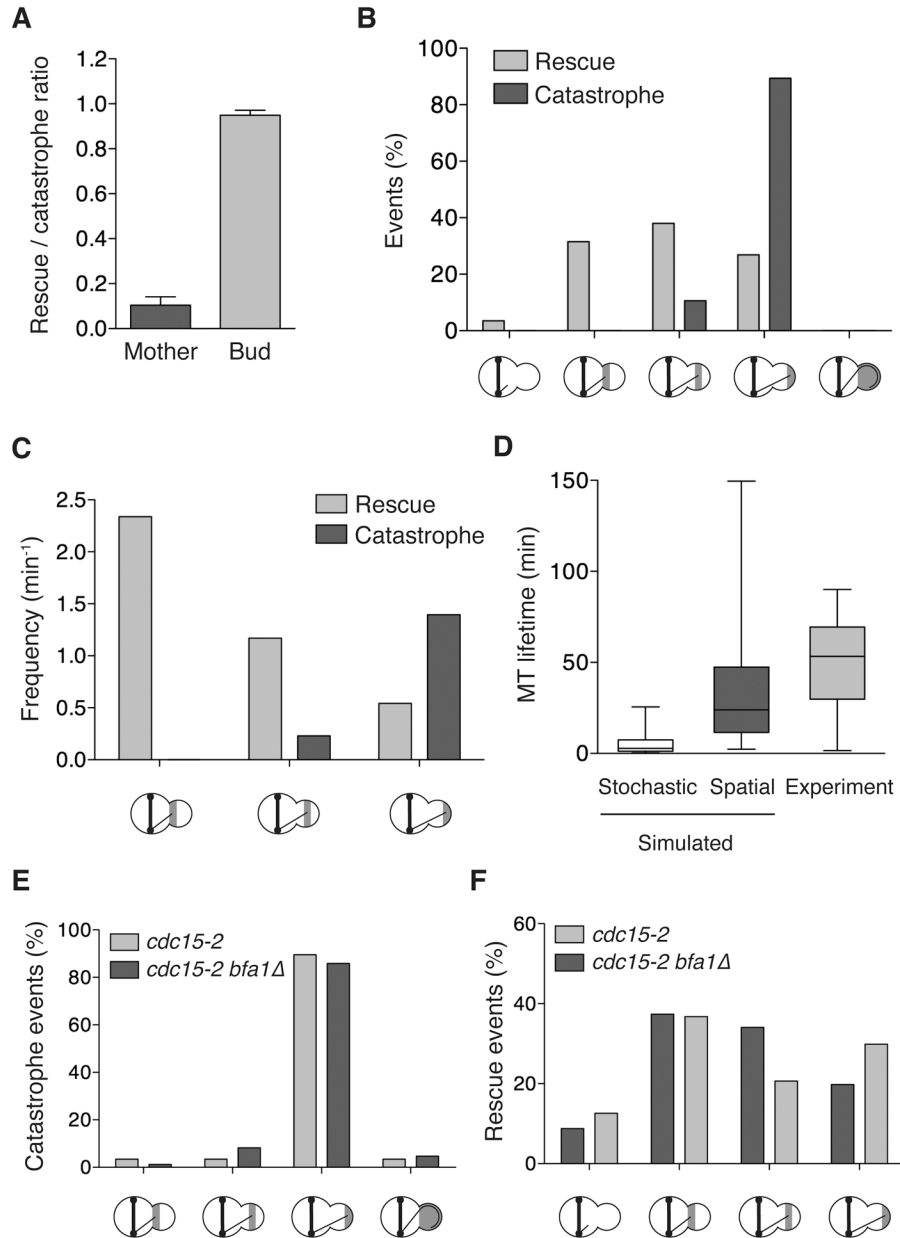 A
Rescue / catastrophe ratio
1.2
1.0
0.8
0.6
0.4
0.2
0.0
Mother Bud
B
Events (%)
100
80
60
40
20
0
Rescue
Catastrophe
C
Frequency (min-1)
2.5
2.0
1.5
1.0
0.5
0.0
Rescue
Catastrophe
D
MT lifetime (min)
150
100
50
0
Stochastic Spatial Experiment
Simulated
E
Catastrophe events (%)
100
80
60
40
20
0
cdc15-2
cdc15-2 bfa1Δ
F
Rescue events (%)
60
40
20
0
cdc15-2
cdc15-2 bfa1Δ